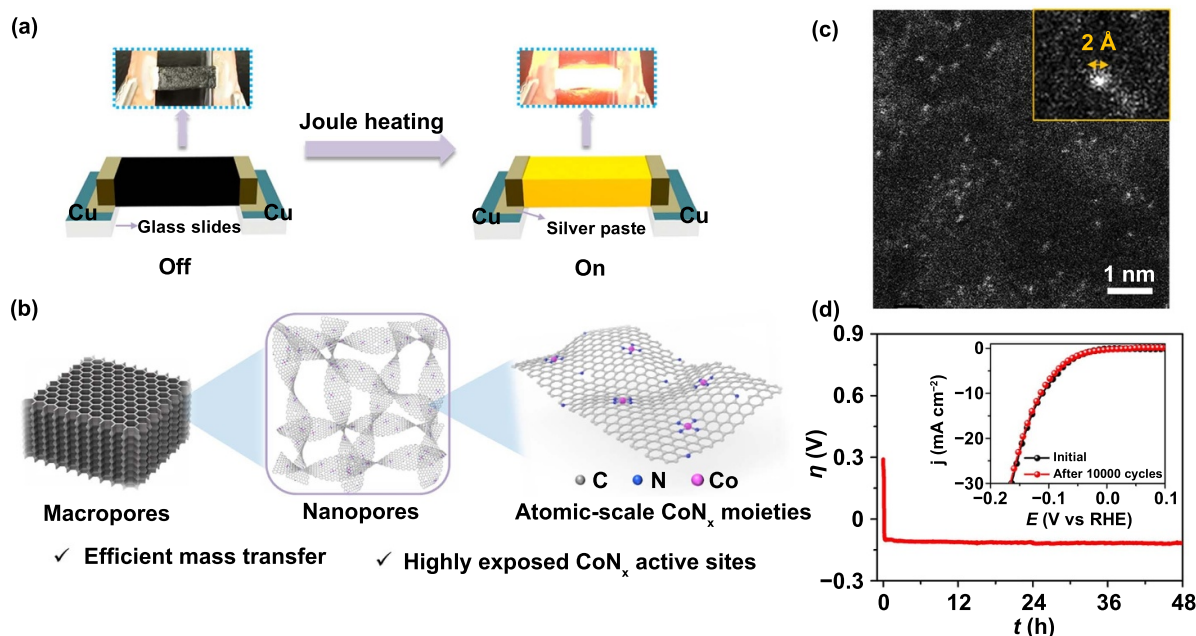 (a)
Joule heating
Cu
Cu
Glass slides
Off
Cu
Cu
Silver paste
On
(b)
Macropores
Nanopores
C N Co
Atomic-scale CoNₓ moieties
✓ Efficient mass transfer
✓ Highly exposed CoNₓ active sites
(c)
2 Å
1 nm
(d)
η (V)
0.9
0.6
0.3
0
−0.3
0
12
24
36
48
t (h)
j (mA cm⁻²)
0
−10
−20
−30
−0.2
−0.1
0.0
0.1
E (V vs RHE)
Initial
After 10000 cycles